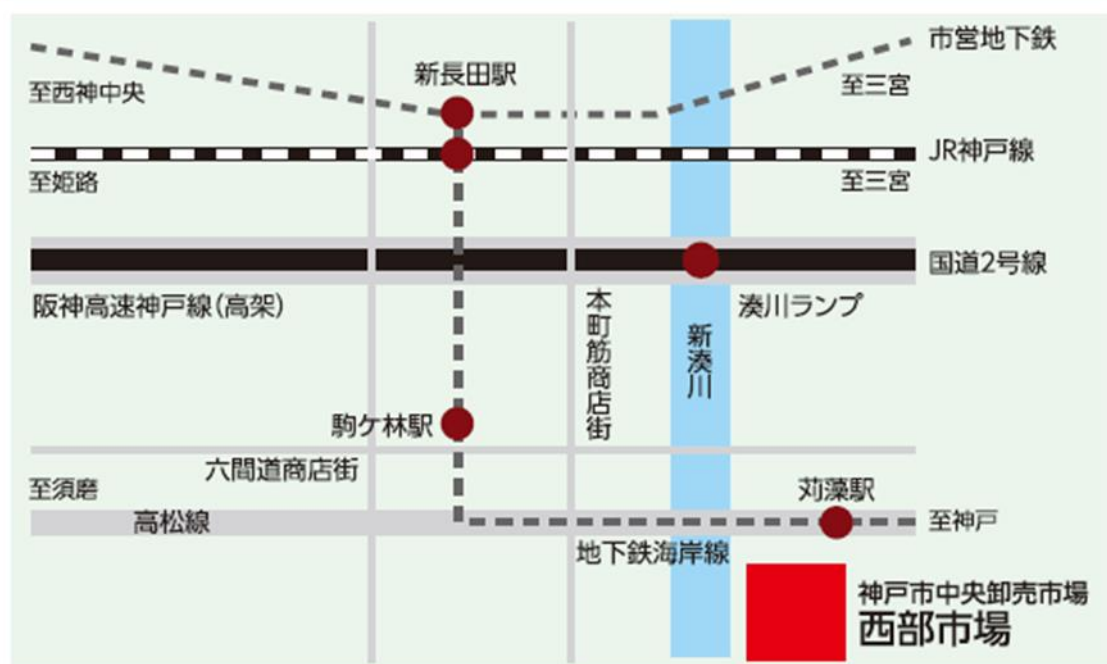 市営地下鉄
新長田駅
至西神中央
至三宮
JR神戸線
至姫路
至三宮
国道2号線
阪神高速神戸線(高架)
本町筋商店街
新湊川
湊川ランプ
駒ケ林駅
六間道商店街
至須磨
苅藻駅
高松線
至神戸
地下鉄海岸線
神戸市中央卸売市場
西部市場